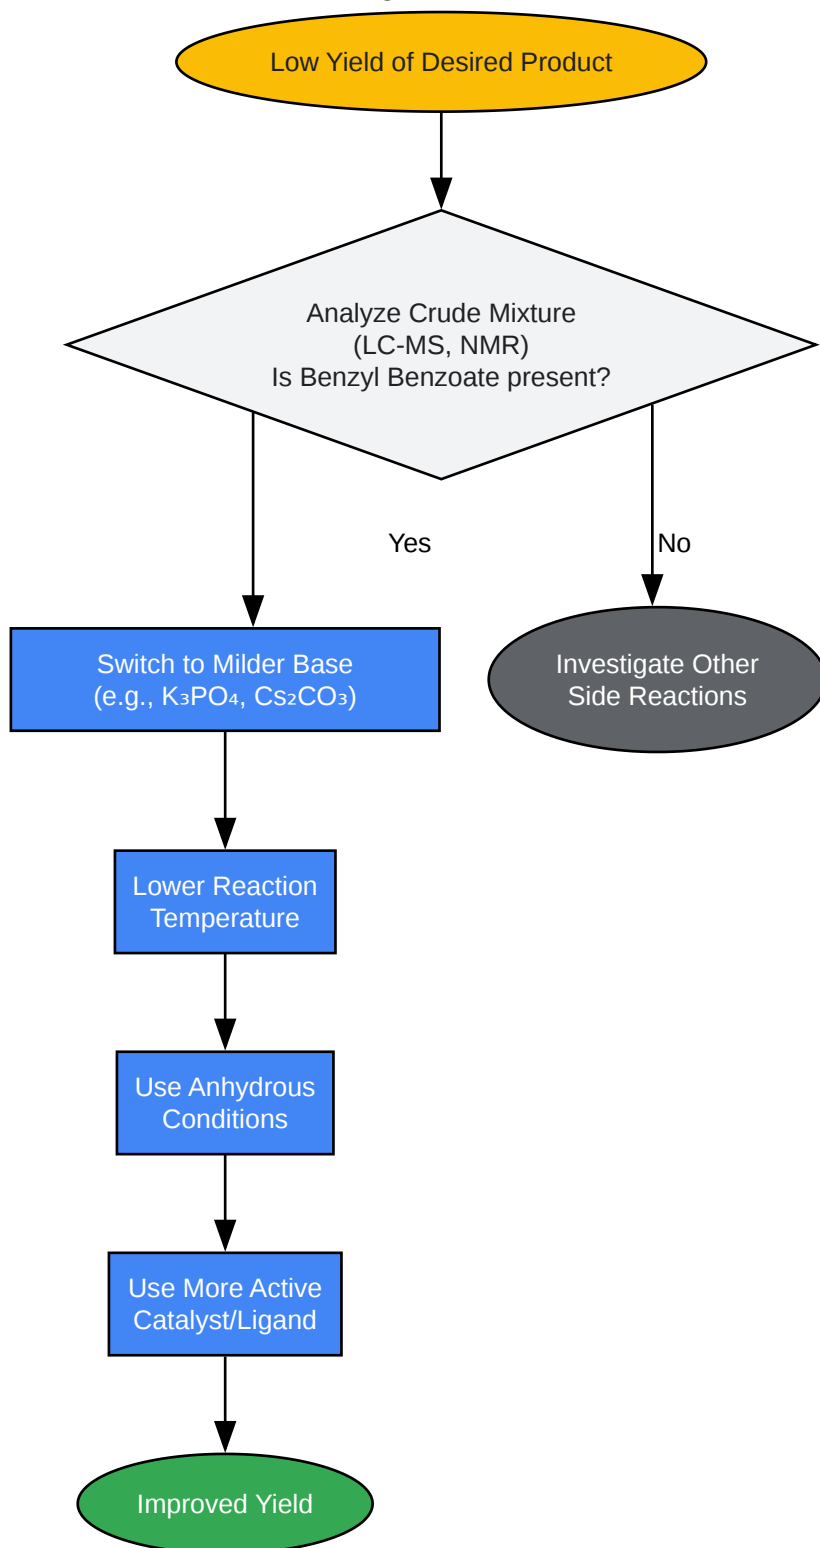 Low Yield of Desired Product
Analyze Crude Mixture
(LC-MS, NMR)
Is Benzyl Benzoate present?
Yes
No
Switch to Milder Base
(e.g., K₃PO₄, Cs₂CO₃)
Investigate Other
Side Reactions
Lower Reaction
Temperature
Use Anhydrous
Conditions
Use More Active
Catalyst/Ligand
Improved Yield